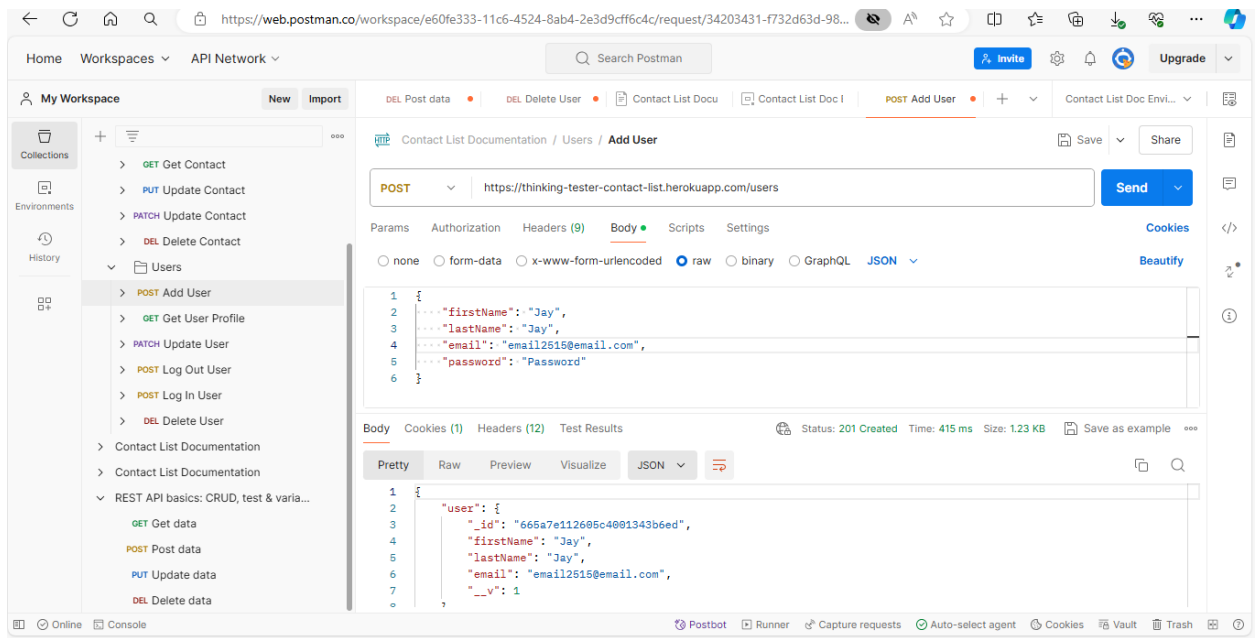 https://web.postman.co/workspace/e60fe333-11c6-4524-8ab4-2e3d9cff6c4c/request/34203431-f732d63d-98...
Home Workspaces API Network Search Postman Invite Upgrade
My Workspace New Import
DEL Post data DEL Delete User Contact List Docu Contact List Doc POST Add User + Contact List Doc Envi...
Collections
Environments
History
GET Get Contact
PUT Update Contact
PATCH Update Contact
DEL Delete Contact
Users
POST Add User
GET Get User Profile
PATCH Update User
POST Log Out User
POST Log In User
DEL Delete User
Contact List Documentation
Contact List Documentation
REST API basics: CRUD, test & varia...
GET Get data
POST Post data
PUT Update data
DEL Delete data
HTTP Contact List Documentation / Users / Add User Save Share
POST https://thinking-tester-contact-list.herokuapp.com/users Send
Params Authorization Headers (9) Body Scripts Settings Cookies
none form-data x-www-form-urlencoded raw binary GraphQL JSON Beautify
1 {
2 "firstName": "Jay",
3 "lastName": "Jay",
4 "email": "email2515@email.com",
5 "password": "Password"
6 }
Body Cookies (1) Headers (12) Test Results Status: 201 Created Time: 415 ms Size: 1.23 KB Save as example
Pretty Raw Preview Visualize JSON
1 {
2 "user": {
3 "_id": "665a7e112605c4001343b6ed",
4 "firstName": "Jay",
5 "lastName": "Jay",
6 "email": "email2515@email.com",
7 "__v": 1
Online Console Postbot Runner Capture requests Auto-select agent Cookies Vault Trash